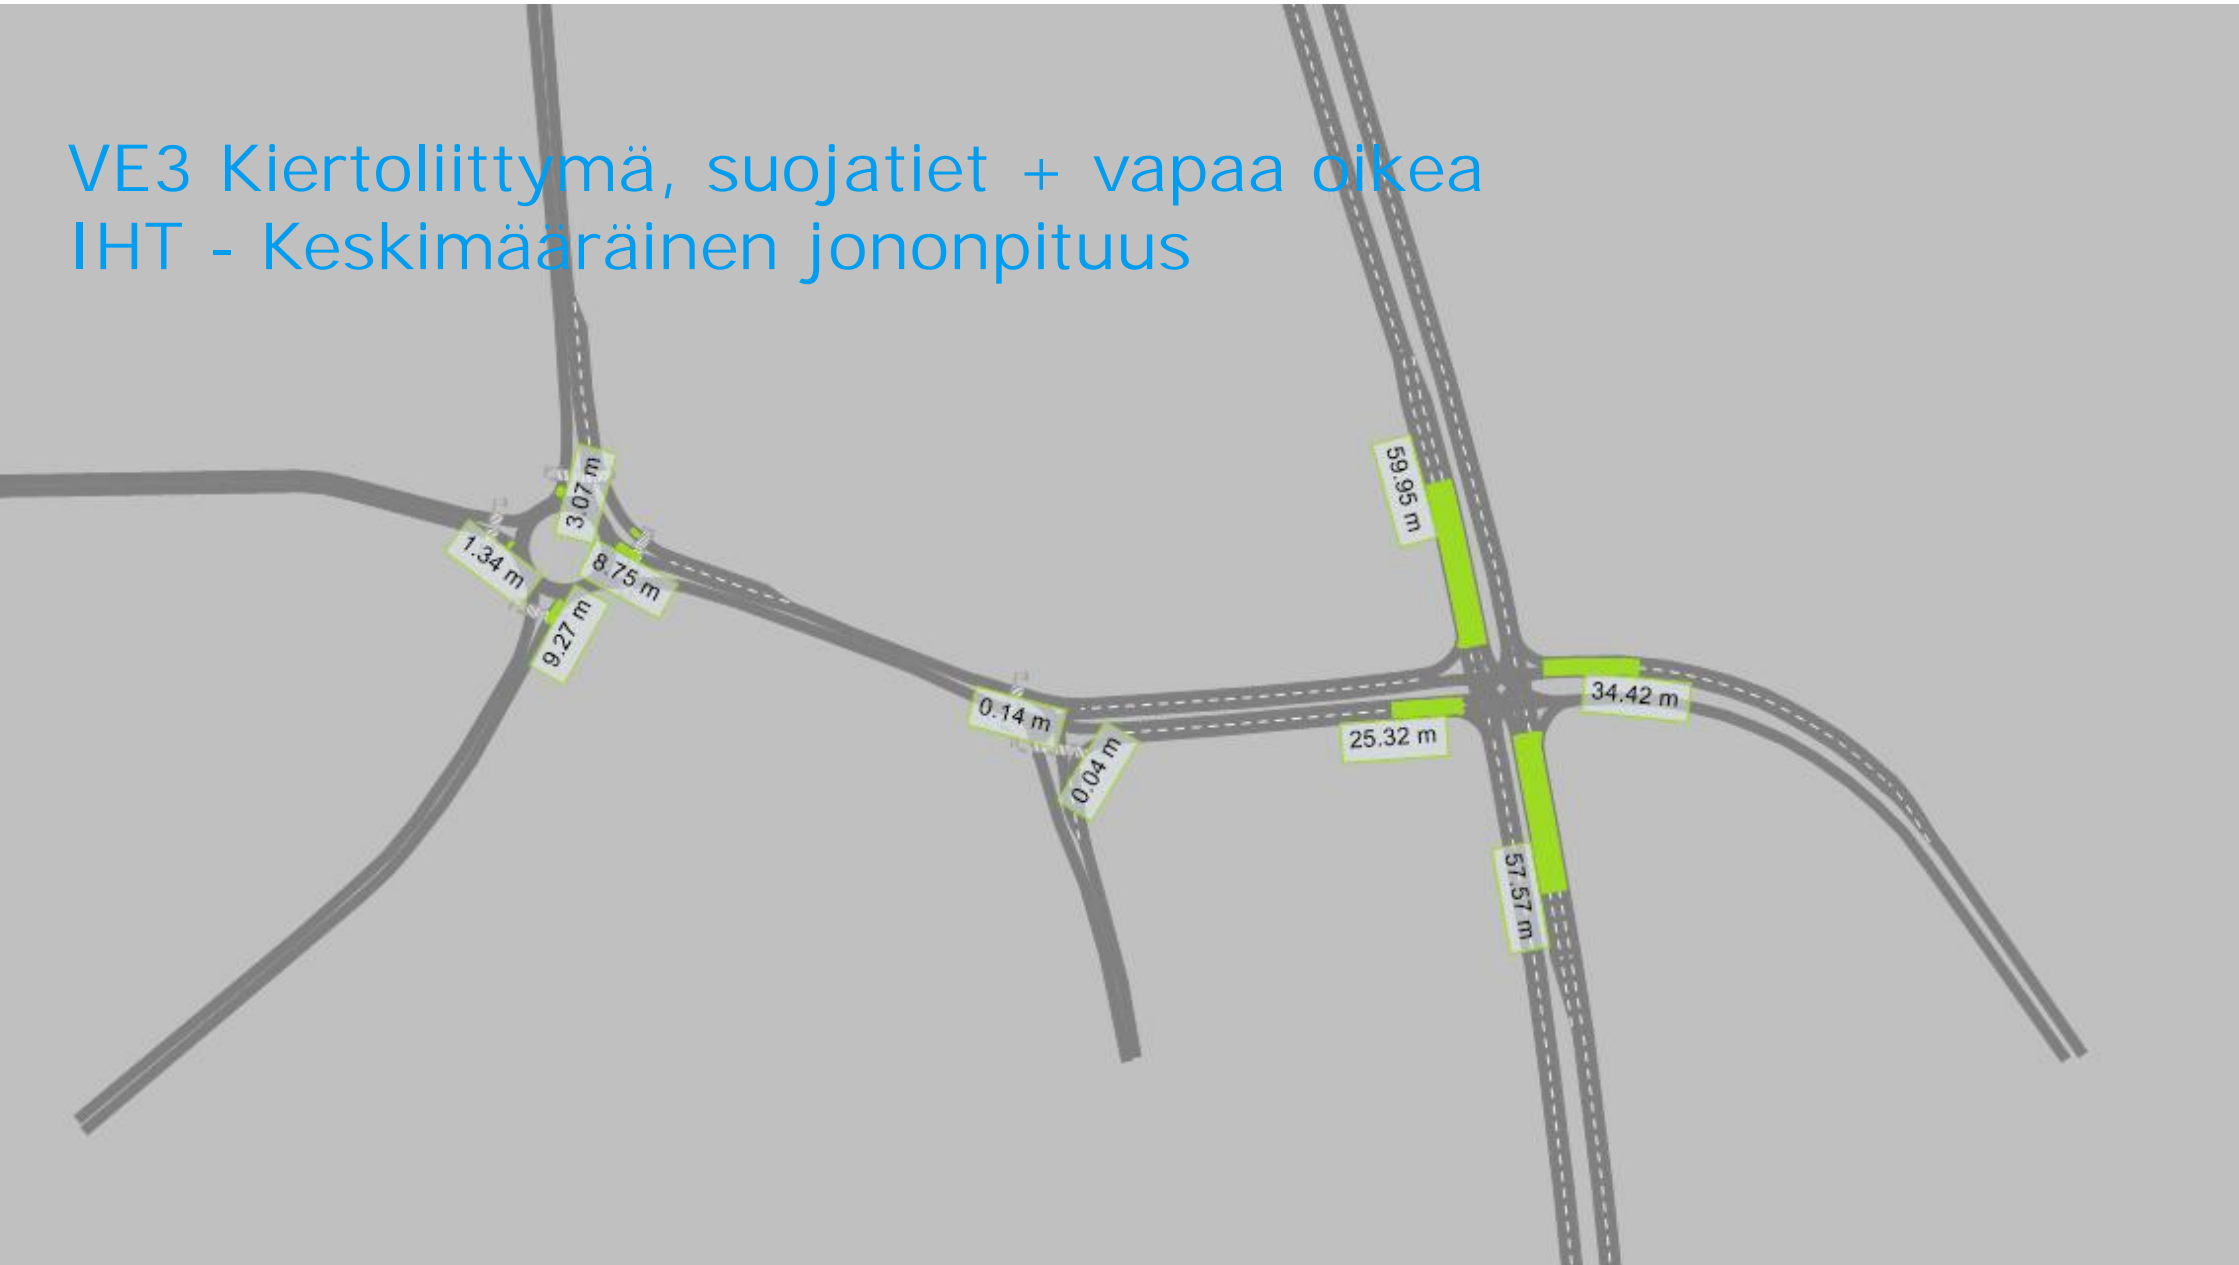 VE3 Kiertoliittymä, suojatiet + vapaa oikea
IHT - Keskimääräinen jononpituus
59.95 m
3.07 m
1.34 m
8.75 m
9.27 m
0.14 m
0.04 m
25.32 m
34.42 m
57.57 m